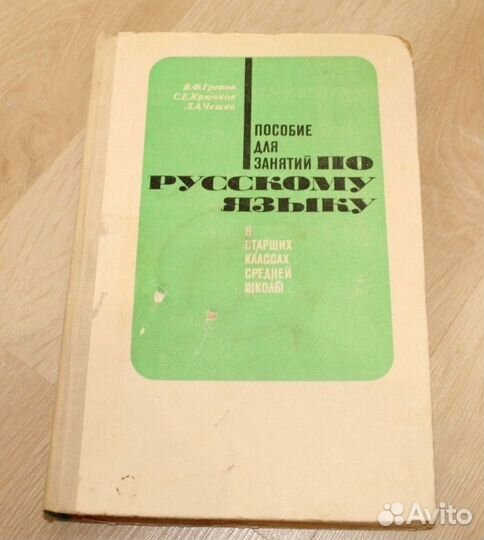 В.Ф.Греков
С.Е.Крючков
Л.А.Чешко
ПОСОБИЕ
ДЛЯ
ЗАНЯТИЙ ПО
РУССКОМУ
ЯЗЫКУ
В
СТАРШИХ
КЛАССАХ
СРЕДНЕЙ
ШКОЛЫ
Avito